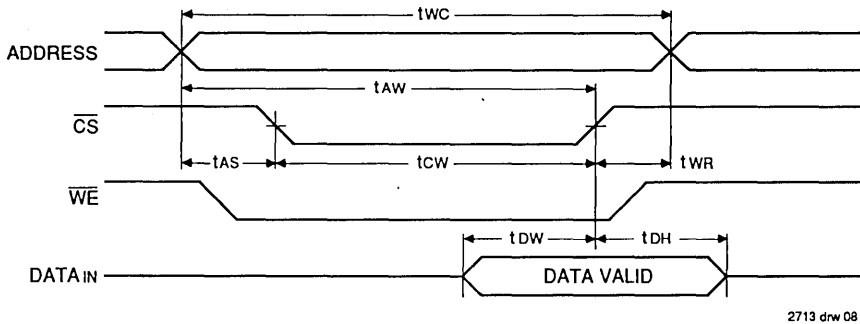 tWC
ADDRESS
tAW
CS
tAS
tCW
tWR
WE
tDW
tDH
DATA IN
DATA VALID
2713 drw 08